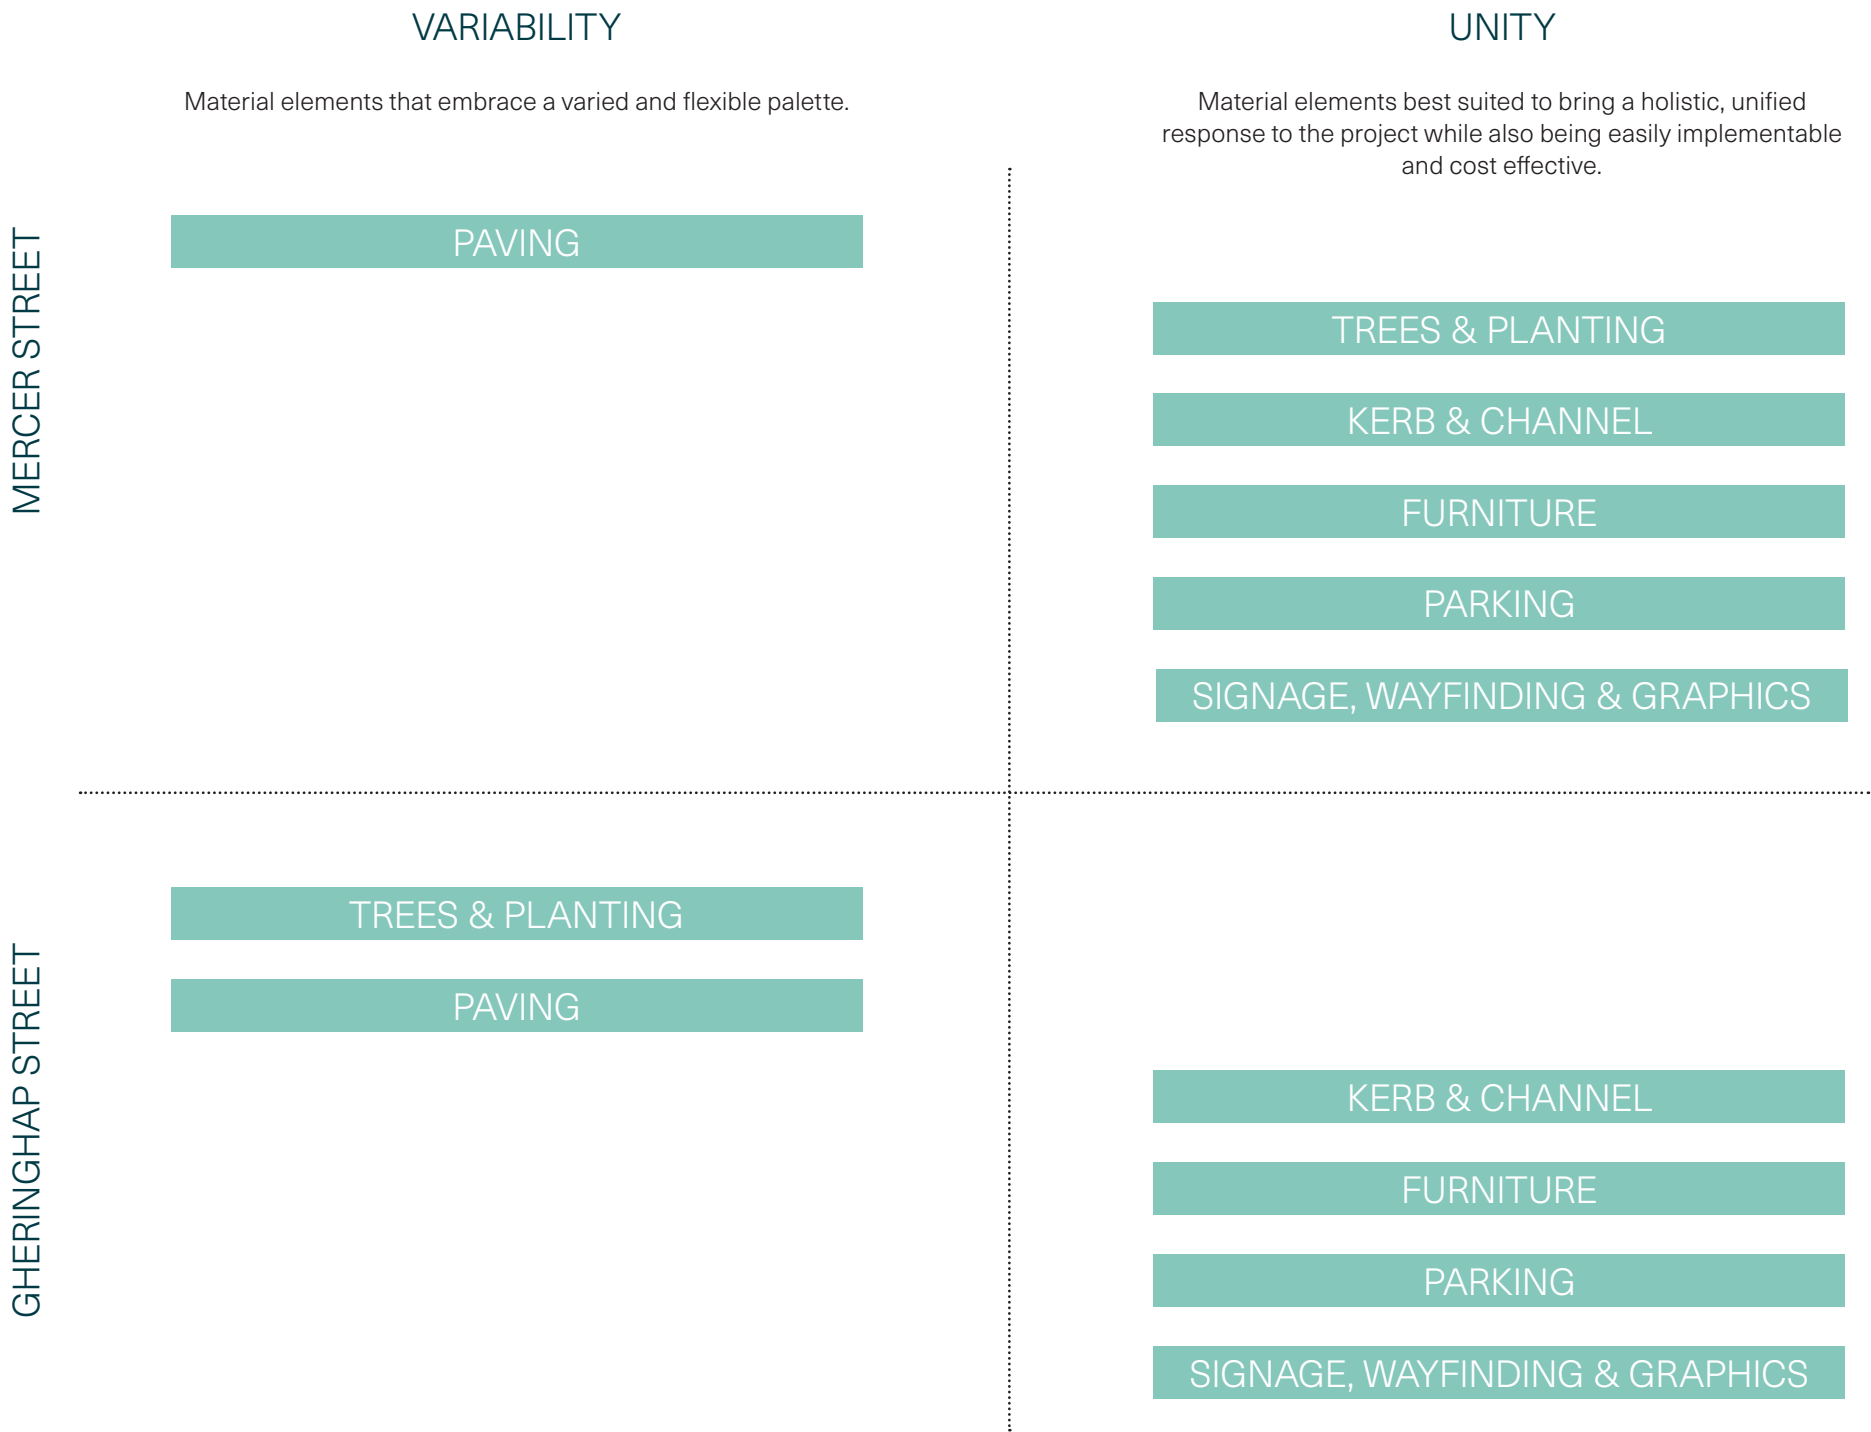 VARIABILITY
Material elements that embrace a varied and flexible palette.
UNITY
Material elements best suited to bring a holistic, unified
response to the project while also being easily implementable
and cost effective.
MERCER STREET
PAVING
TREES & PLANTING
KERB & CHANNEL
FURNITURE
PARKING
SIGNAGE, WAYFINDING & GRAPHICS
GHERINGHAP STREET
TREES & PLANTING
PAVING
KERB & CHANNEL
FURNITURE
PARKING
SIGNAGE, WAYFINDING & GRAPHICS